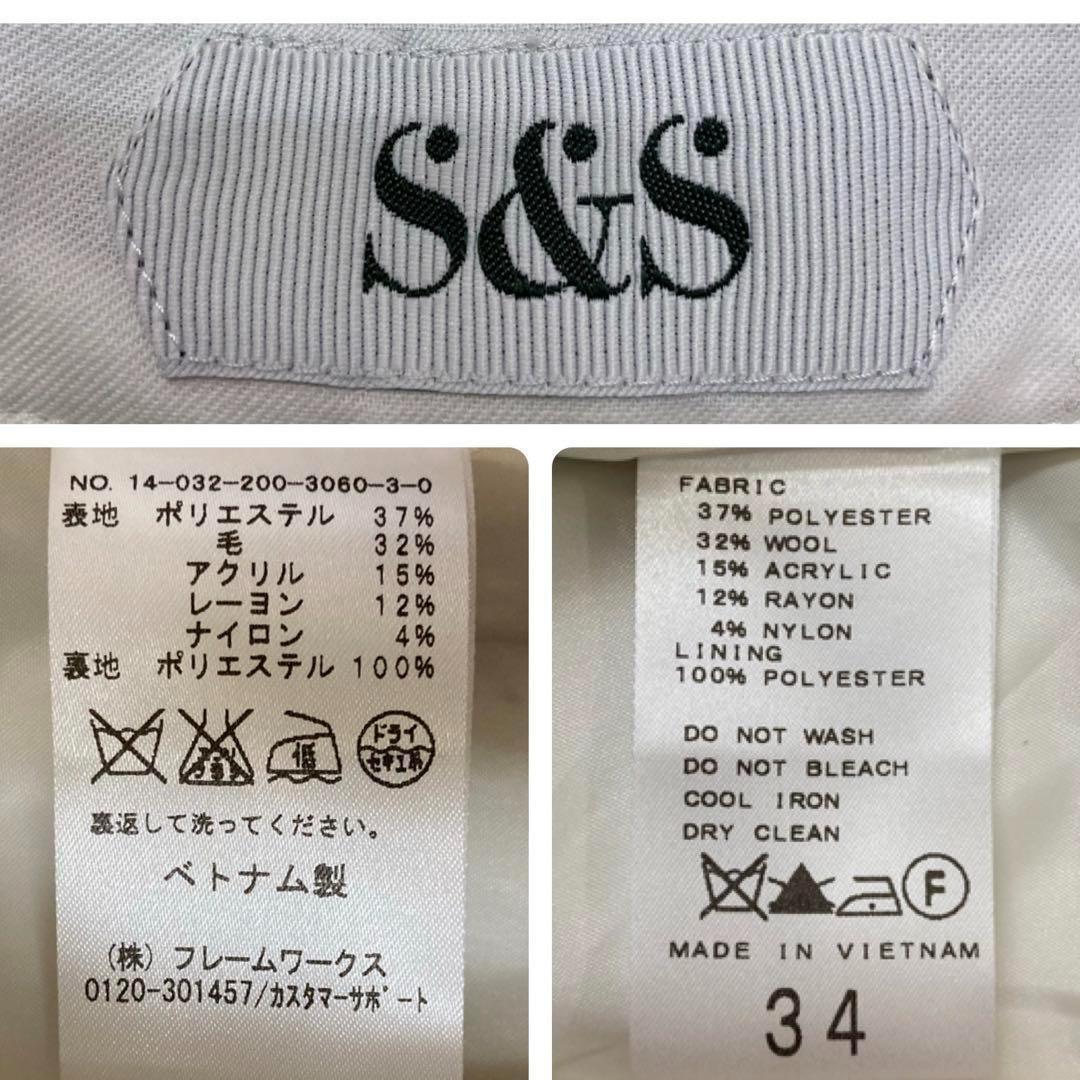 S&S
NO. 14-032-200-3060-3-0
表地 ポリエステル 37%
毛 32%
アクリル 15%
レーヨン 12%
ナイロン 4%
裏地 ポリエステル 100%
低
ドライ
セキユ系
裏返して洗ってください。
ベトナム製
(株) フレームワークス
0120-301457/カスタマーサポート
FABRIC
37% POLYESTER
32% WOOL
15% ACRYLIC
12% RAYON
4% NYLON
LINING
100% POLYESTER
DO NOT WASH
DO NOT BLEACH
COOL IRON
DRY CLEAN
F
MADE IN VIETNAM
34